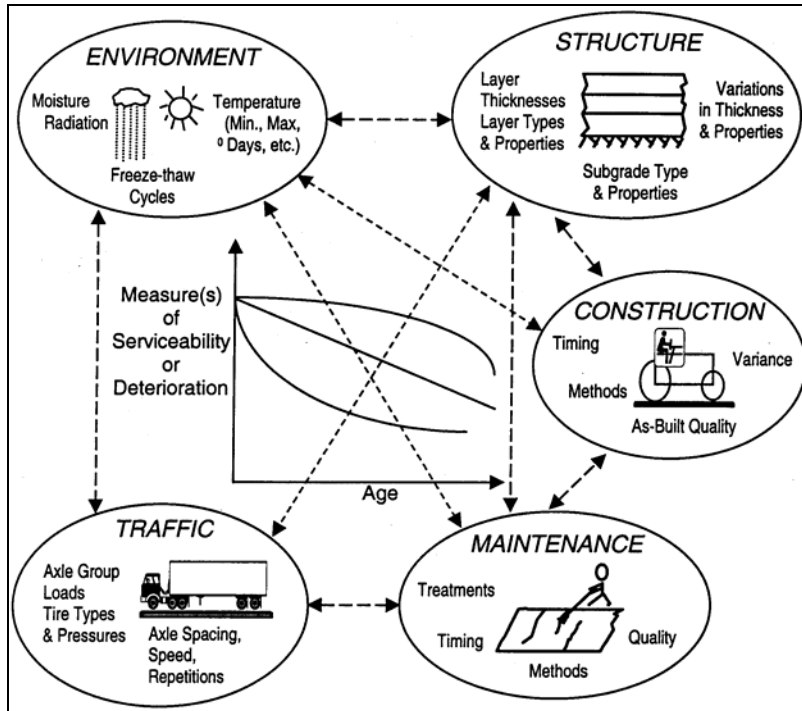 ENVIRONMENT
Moisture
Radiation
Temperature
(Min., Max,
º Days, etc.)
Freeze-thaw
Cycles
STRUCTURE
Layer
Thicknesses
Layer Types
& Properties
Variations
in Thickness
& Properties
Subgrade Type
& Properties
Measure(s)
of
Serviceability
or
Deterioration
Age
CONSTRUCTION
Timing
Variance
Methods
As-Built Quality
TRAFFIC
Axle Group
Loads
Tire Types
& Pressures
Axle Spacing,
Speed,
Repetitions
MAINTENANCE
Treatments
Timing
Quality
Methods